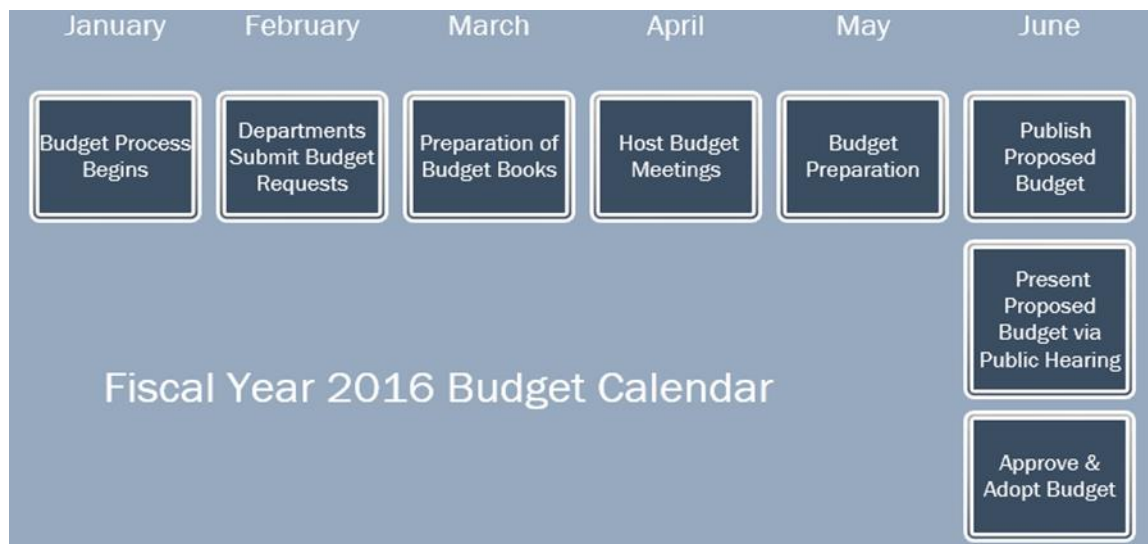 January February March April May June
Budget Process
Begins
Departments
Submit Budget
Requests
Preparation of
Budget Books
Host Budget
Meetings
Budget
Preparation
Publish
Proposed
Budget
Present
Proposed
Budget via
Public Hearing
Fiscal Year 2016 Budget Calendar
Approve &
Adopt Budget